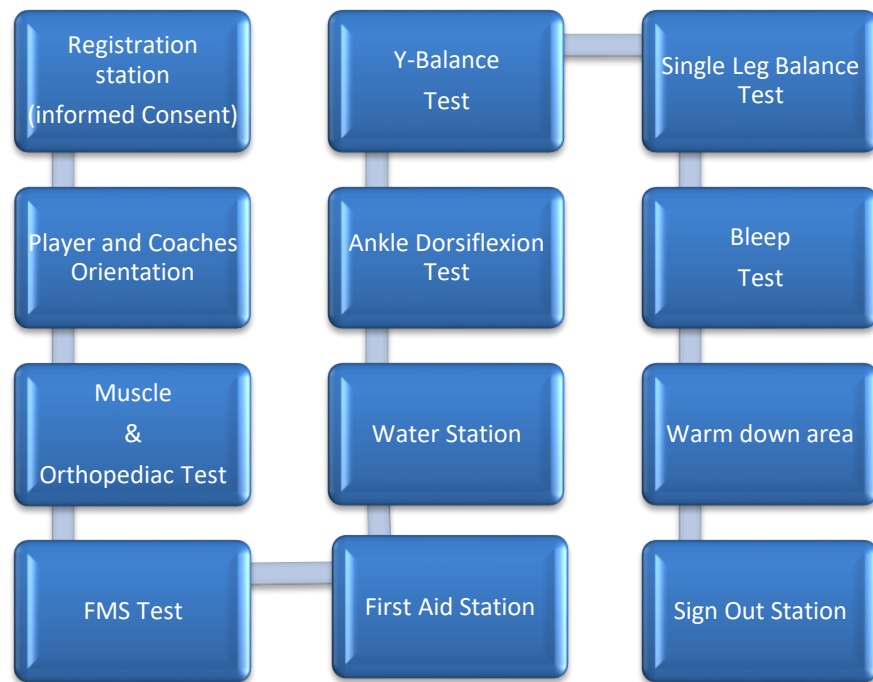 Registration
station
(informed Consent)
Player and Coaches
Orientation
Muscle
&
Orthopediac Test
FMS Test
First Aid Station
Water Station
Ankle Dorsiflexion
Test
Y-Balance
Test
Single Leg Balance
Test
Bleep
Test
Warm down area
Sign Out Station